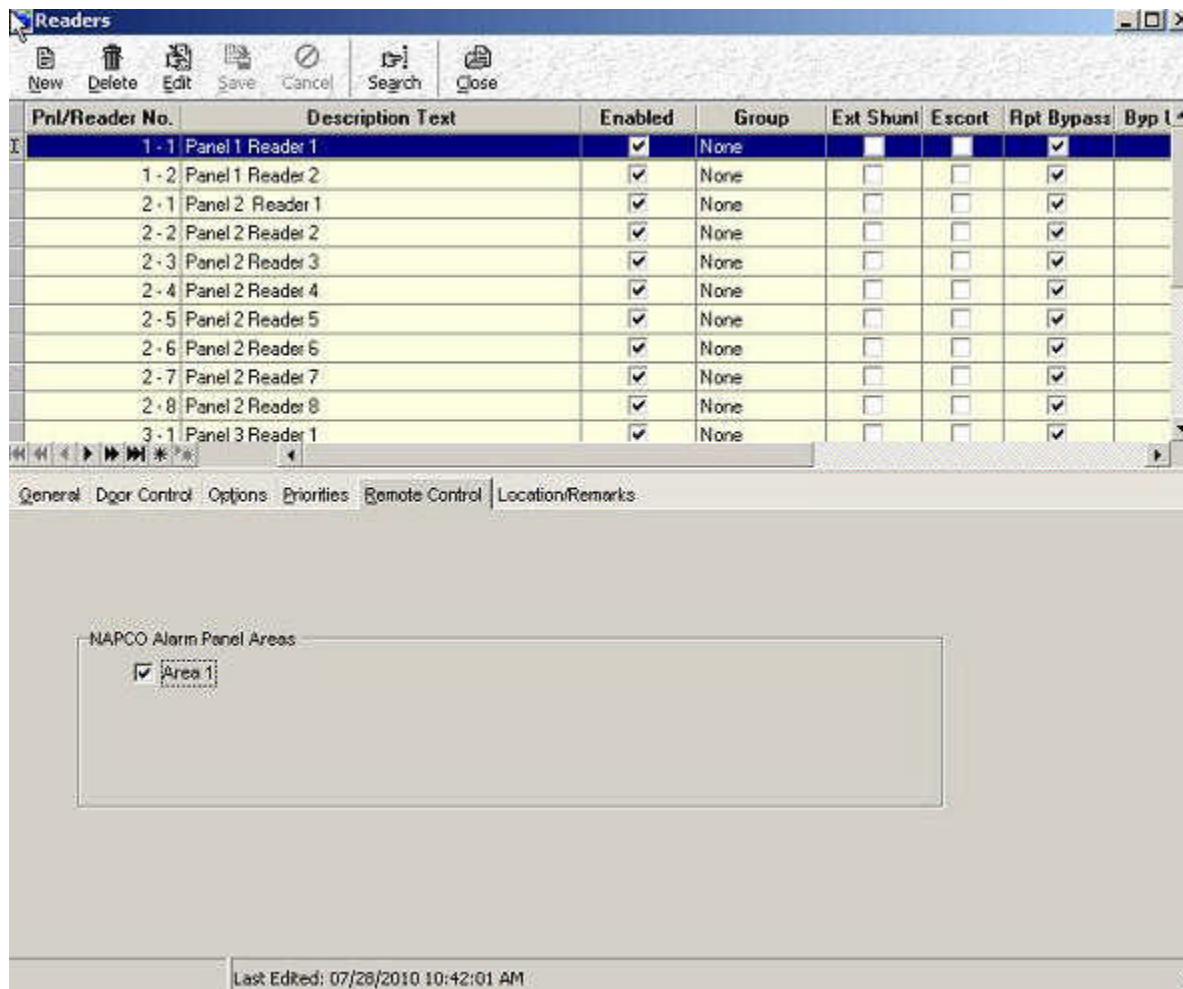 Readers
New Delete Edit Save Cancel Search Close
Pnl/Reader No. Description Text Enabled Group Ext Shunt Escort Rpt Bypass Byp U
1 - 1 Panel 1 Reader 1 None
1 - 2 Panel 1 Reader 2 None
2 - 1 Panel 2 Reader 1 None
2 - 2 Panel 2 Reader 2 None
2 - 3 Panel 2 Reader 3 None
2 - 4 Panel 2 Reader 4 None
2 - 5 Panel 2 Reader 5 None
2 - 6 Panel 2 Reader 6 None
2 - 7 Panel 2 Reader 7 None
2 - 8 Panel 2 Reader 8 None
3 - 1 Panel 3 Reader 1 None
General Door Control Options Priorities Remote Control Location/Remarks
NAPCO Alarm Panel Areas
Area 1
Last Edited: 07/28/2010 10:42:01 AM